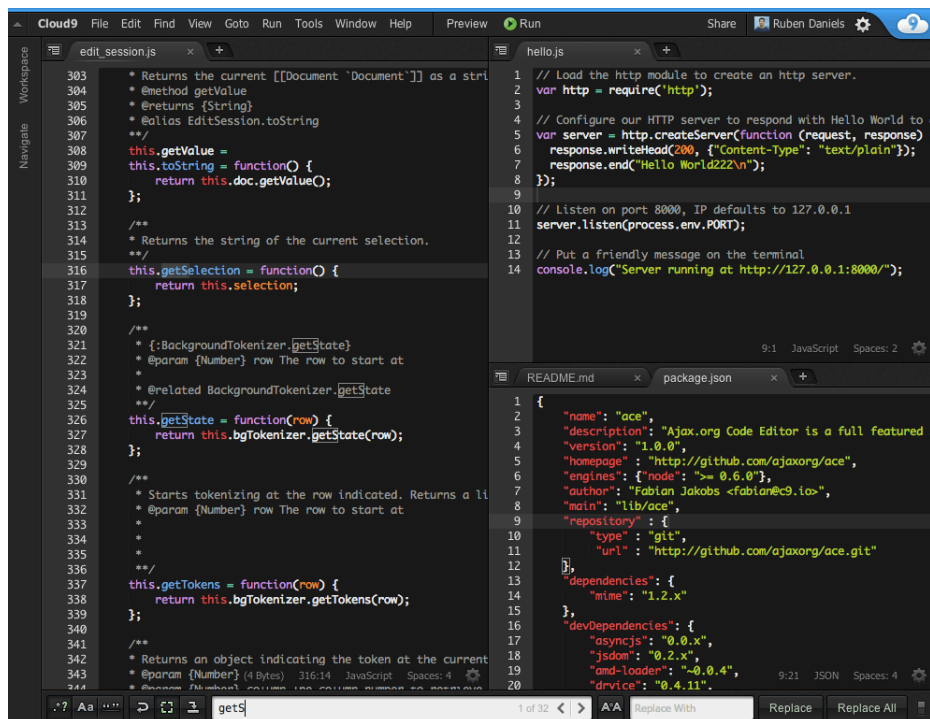 Cloud9 File Edit Find View Goto Run Tools Window Help Preview Run Share Ruben Daniels 9
Workspace
Navigate
edit_session.js × +
303 * Returns the current [[Document `Document`]] as a stri
304 * @method getValue
305 * @returns {String}
306 * @alias EditSession.toString
307 **/
308 this.getValue =
309 this.toString = function() {
310 return this.doc.getValue();
311 };
312
313 /**
314 * Returns the string of the current selection.
315 **/
316 this.getSelection = function() {
317 return this.selection;
318 };
319
320 /**
321 * {:BackgroundTokenizer.getState}
322 * @param {Number} row The row to start at
323 *
324 * @related BackgroundTokenizer.getState
325 **/
326 this.getState = function(row) {
327 return this.bgTokenizer.getState(row);
328 };
329
330 /**
331 * Starts tokenizing at the row indicated. Returns a li
332 * @param {Number} row The row to start at
333 *
334 *
335 *
336 **/
337 this.getTokens = function(row) {
338 return this.bgTokenizer.getTokens(row);
339 };
340
341 /**
342 * Returns an object indicating the token at the current
343 * @param {Number} (4 Bytes) 316:14 JavaScript Spaces: 4
344 * @param {Number} column the column number to retrieve
hello.js × +
1 // Load the http module to create an http server.
2 var http = require('http');
3
4 // Configure our HTTP server to respond with Hello World to
5 var server = http.createServer(function (request, response)
6 response.writeHead(200, {"Content-Type": "text/plain"});
7 response.end("Hello World222\n");
8 });
9
10 // Listen on port 8000, IP defaults to 127.0.0.1
11 server.listen(process.env.PORT);
12
13 // Put a friendly message on the terminal
14 console.log("Server running at http://127.0.0.1:8000/");
9:1 JavaScript Spaces: 2
README.md × package.json × +
1 {
2 "name": "ace",
3 "description": "Ajax.org Code Editor is a full featured
4 "version": "1.0.0",
5 "homepage" : "http://github.com/ajaxorg/ace",
6 "engines": {"node": ">= 0.6.0"},
7 "author": "Fabian Jakobs <fabian@c9.io>",
8 "main": "lib/ace",
9 "repository" : {
10 "type" : "git",
11 "url" : "http://github.com/ajaxorg/ace.git"
12 },
13 "dependencies": {
14 "mime": "1.2.x"
15 },
16 "devDependencies": {
17 "asyncjs": "0.0.x",
18 "jsdom": "0.2.x",
19 "amd-loader": "~0.0.4",
20 "dryice": "0.4.11",
9:21 JSON Spaces: 4
.*? Aa "" getS 1 of 32 < > AA Replace With Replace Replace All